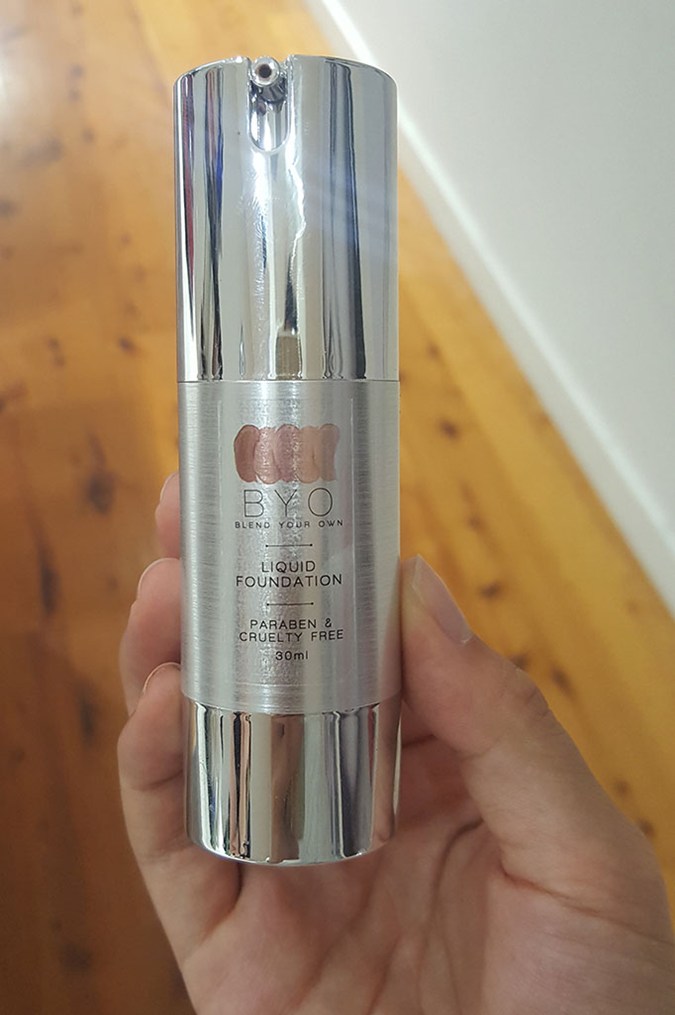 BYO
BLEND YOUR OWN
LIQUID
FOUNDATION
PARABEN &
CRUELTY FREE
30ml